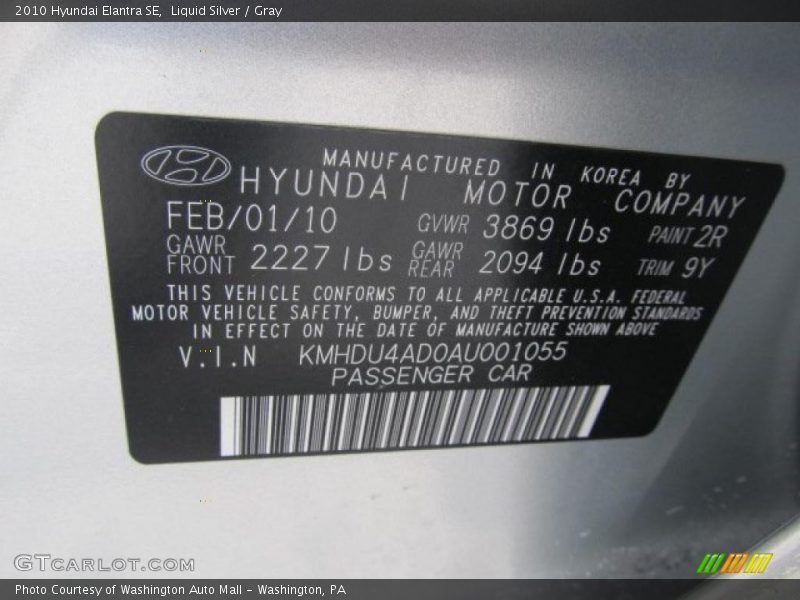 2010 Hyundai Elantra SE,  Liquid Silver / Gray
MANUFACTURED IN KOREA BY
HYUNDAI MOTOR COMPANY
FEB/01/10 GVWR 3869 lbs PAINT 2R
GAWR FRONT 2227 lbs GAWR REAR 2094 lbs TRIM 9Y
THIS VEHICLE CONFORMS TO ALL APPLICABLE U.S.A. FEDERAL
MOTOR VEHICLE SAFETY, BUMPER, AND THEFT PREVENTION STANDARDS
IN EFFECT ON THE DATE OF MANUFACTURE SHOWN ABOVE
V.I.N KMHDU4AD0AU001055
PASSENGER CAR
GTCARLOT.COM
Photo Courtesy of Washington Auto Mall - Washington, PA